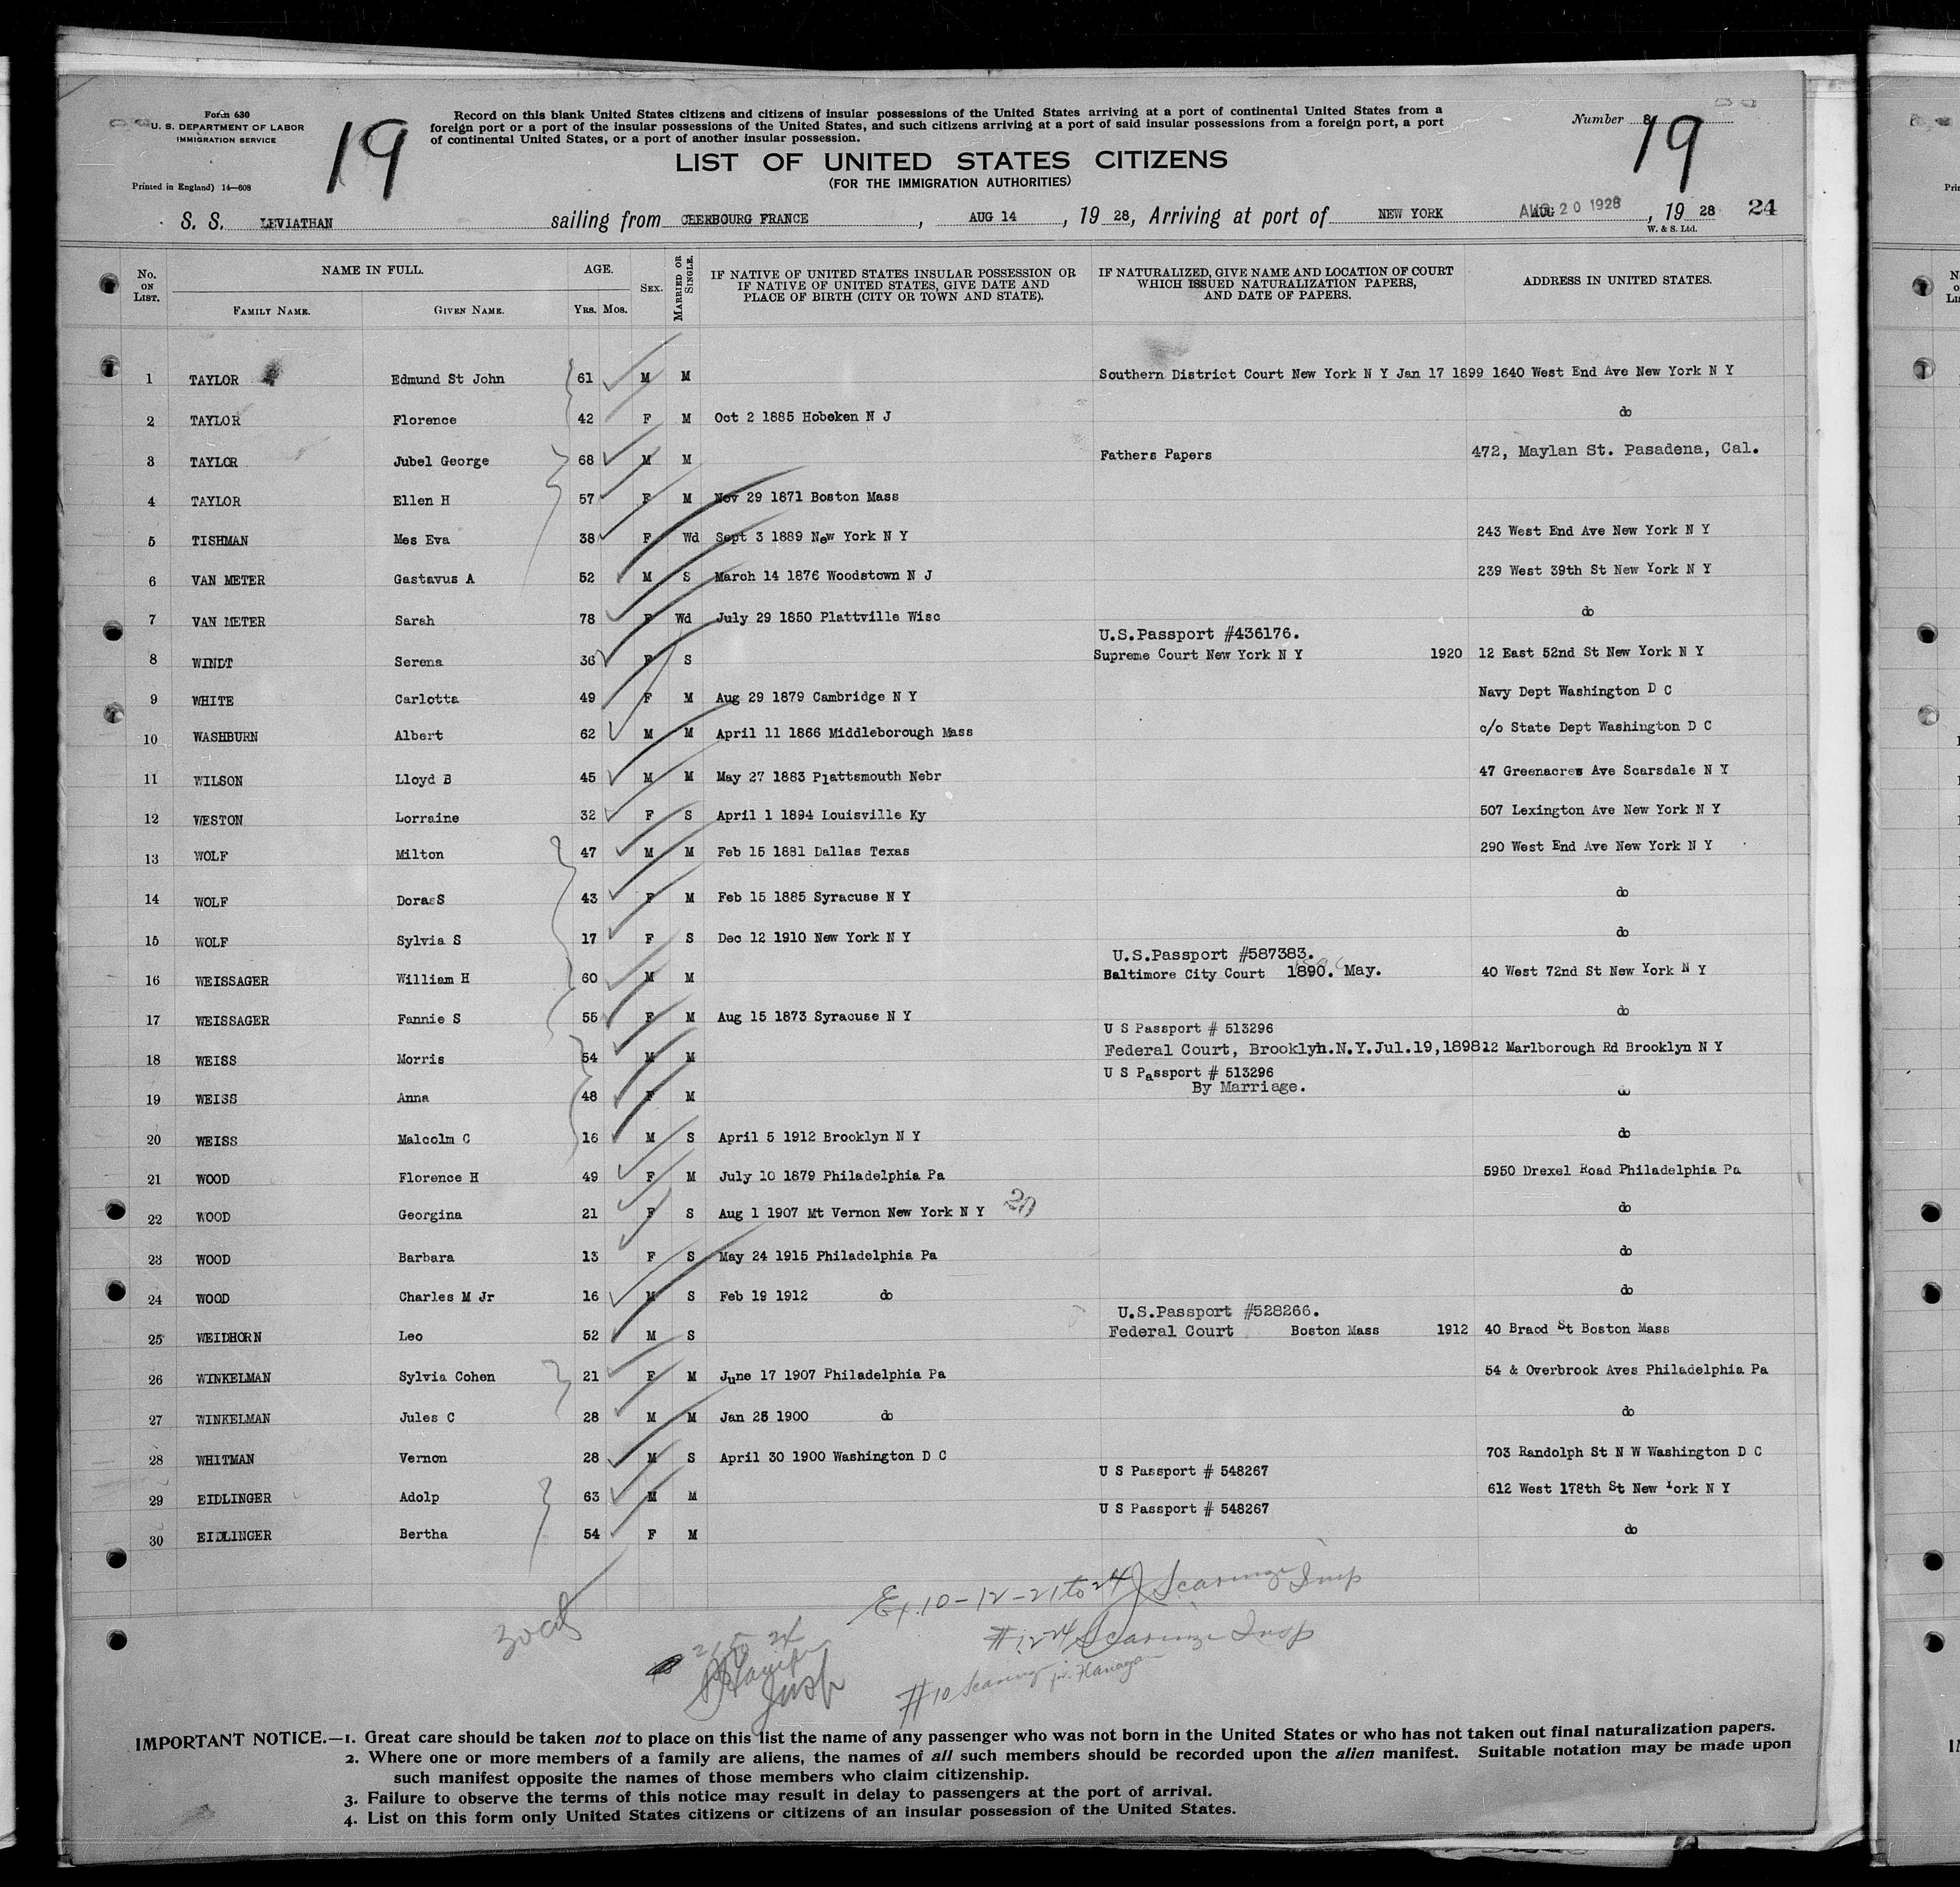 Form 630
U. S. DEPARTMENT OF LABOR
IMMIGRATION SERVICE
Printed in England) 14—608
19
Record on this blank United States citizens and citizens of insular possessions of the United States arriving at a port of continental United States from a
foreign port or a port of the insular possessions of the United States, and such citizens arriving at a port of said insular possessions from a foreign port, a port
of continental United States, or a port of another insular possession.
Number 8
19
LIST OF UNITED STATES CITIZENS
(FOR THE IMMIGRATION AUTHORITIES)
S. S. LEVIATHAN sailing from CHERBOURG FRANCE, AUG 14, 19 28, Arriving at port of NEW YORK AUG 20 1928, 19 28 24
W. & S. Ltd.
No. ON LIST. NAME IN FULL. FAMILY NAME. GIVEN NAME. AGE. YRS. MOS. SEX. MARRIED OR SINGLE. IF NATIVE OF UNITED STATES INSULAR POSSESSION OR IF NATIVE OF UNITED STATES, GIVE DATE AND PLACE OF BIRTH (CITY OR TOWN AND STATE). IF NATURALIZED, GIVE NAME AND LOCATION OF COURT WHICH ISSUED NATURALIZATION PAPERS, AND DATE OF PAPERS. ADDRESS IN UNITED STATES.
1 TAYLOR Edmund St John 61 M M Southern District Court New York N Y Jan 17 1899 1640 West End Ave New York N Y
2 TAYLOR Florence 42 F M Oct 2 1885 Hoboken N J do
3 TAYLOR Jubel George 68 M M Fathers Papers 472, Maylan St. Pasadena, Cal.
4 TAYLOR Ellen H 57 F M Nov 29 1871 Boston Mass
5 TISHMAN Mes Eva 38 F Wd Sept 3 1889 New York N Y 243 West End Ave New York N Y
6 VAN METER Gastavus A 52 M S March 14 1876 Woodstown N J 239 West 39th St New York N Y
7 VAN METER Sarah 78 F Wd July 29 1850 Plattville Wisc do
U.S.Passport #436176.
8 WINDT Serena 36 F S Supreme Court New York N Y 1920 12 East 52nd St New York N Y
9 WHITE Carlotta 49 F M Aug 29 1879 Cambridge N Y Navy Dept Washington D C
10 WASHBURN Albert 62 M M April 11 1866 Middleborough Mass c/o State Dept Washington D C
11 WILSON Lloyd B 45 M M May 27 1883 Plattsmouth Nebr 47 Greenacres Ave Scarsdale N Y
12 WESTON Lorraine 32 F S April 1 1894 Louisville Ky 507 Lexington Ave New York N Y
13 WOLF Milton 47 M M Feb 15 1881 Dallas Texas 290 West End Ave New York N Y
14 WOLF DorasS 43 F M Feb 15 1885 Syracuse N Y do
15 WOLF Sylvia S 17 F S Dec 12 1910 New York N Y do
U.S.Passport #587383.
16 WEISSAGER William H 60 M M Baltimore City Court 1890. May. 40 West 72nd St New York N Y
17 WEISSAGER Fannie S 55 F M Aug 15 1873 Syracuse N Y do
U S Passport # 513296
18 WEISS Morris 54 M M Federal Court, Brooklyn.N.Y.Jul.19,1898. 12 Marlborough Rd Brooklyn N Y
U S Passport # 513296
19 WEISS Anna 48 F M By Marriage. do
20 WEISS Malcolm C 16 M S April 5 1912 Brooklyn N Y do
21 WOOD Florence H 49 F M July 10 1879 Philadelphia Pa 5950 Drexel Road Philadelphia Pa
22 WOOD Georgina 21 F S Aug 1 1907 Mt Vernon New York N Y do
23 WOOD Barbara 13 F S May 24 1915 Philadelphia Pa do
24 WOOD Charles M Jr 16 M S Feb 19 1912 do do
U.S.Passport #528266.
25 WEIDHORN Leo 52 M S Federal Court Boston Mass 1912 40 Braod St Boston Mass
26 WINKELMAN Sylvia Cohen 21 F M June 17 1907 Philadelphia Pa 54 & Overbrook Aves Philadelphia Pa
27 WINKELMAN Jules C 28 M M Jan 25 1900 do do
28 WHITMAN Vernon 28 M S April 30 1900 Washington D C 703 Randolph St N W Washington D C
U S Passport # 548267
29 EIDLINGER Adolp 63 M M 612 West 178th St New York N Y
U S Passport # 548267
30 EIDLINGER Bertha 54 F M do
Ex. 10-12-21 to 24 Scaringe Insp
#12-24 Scaringe Insp
#10 Scaringe
Insp
IMPORTANT NOTICE.—1. Great care should be taken not to place on this list the name of any passenger who was not born in the United States or who has not taken out final naturalization papers.
2. Where one or more members of a family are aliens, the names of all such members should be recorded upon the alien manifest. Suitable notation may be made upon
such manifest opposite the names of those members who claim citizenship.
3. Failure to observe the terms of this notice may result in delay to passengers at the port of arrival.
4. List on this form only United States citizens or citizens of an insular possession of the United States.